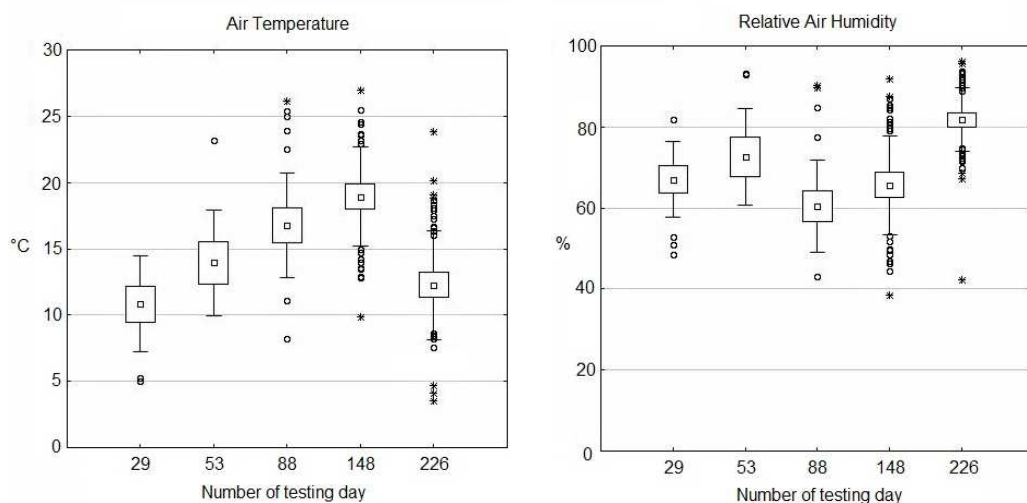 Air Temperature
30
25
20
15
°C
10
5
0
29 53 88 148 226
Number of testing day
Relative Air Humidity
100
80
60
%
40
20
0
29 53 88 148 226
Number of testing day